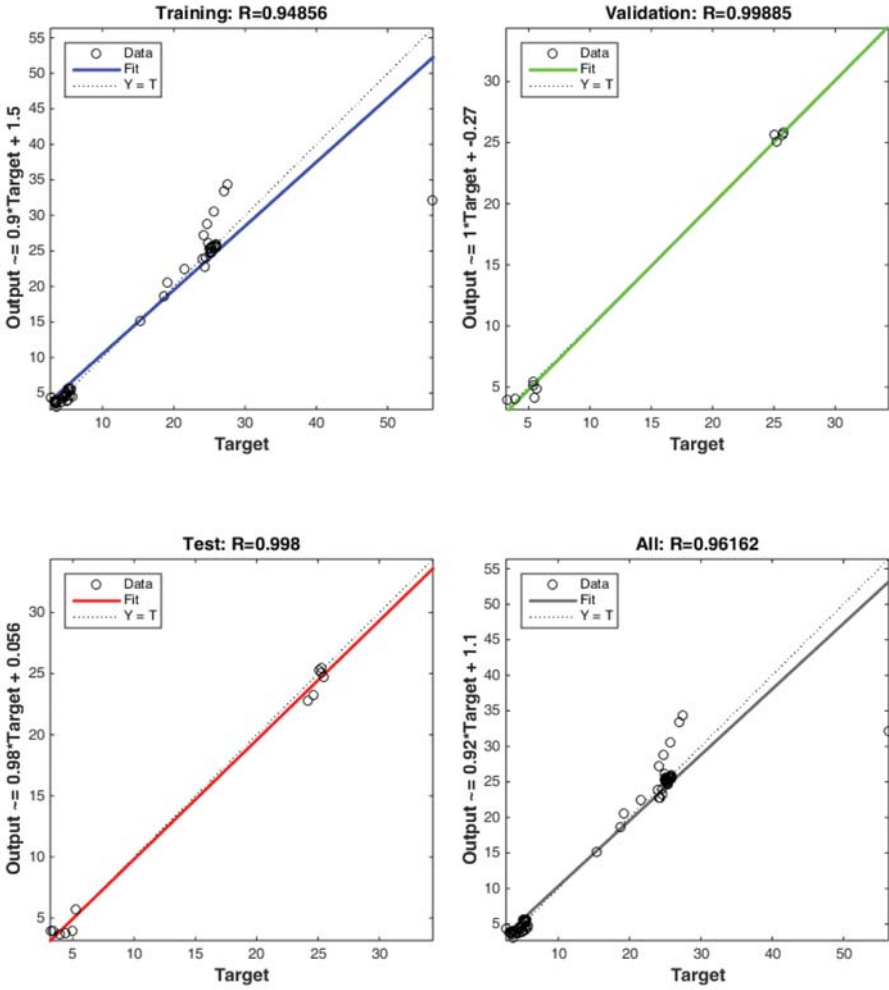 Training: R=0.94856
Data
Fit
Y = T
Output ~= 0.9*Target + 1.5
55
50
45
40
35
30
25
20
15
10
5
10
20
30
40
50
Target
Validation: R=0.99885
Data
Fit
Y = T
Output ~= 1*Target + -0.27
30
25
20
15
10
5
5
10
15
20
25
30
Target
Test: R=0.998
Data
Fit
Y = T
Output ~= 0.98*Target + 0.056
30
25
20
15
10
5
5
10
15
20
25
30
Target
All: R=0.96162
Data
Fit
Y = T
Output ~= 0.92*Target + 1.1
55
50
45
40
35
30
25
20
15
10
5
10
20
30
40
50
Target